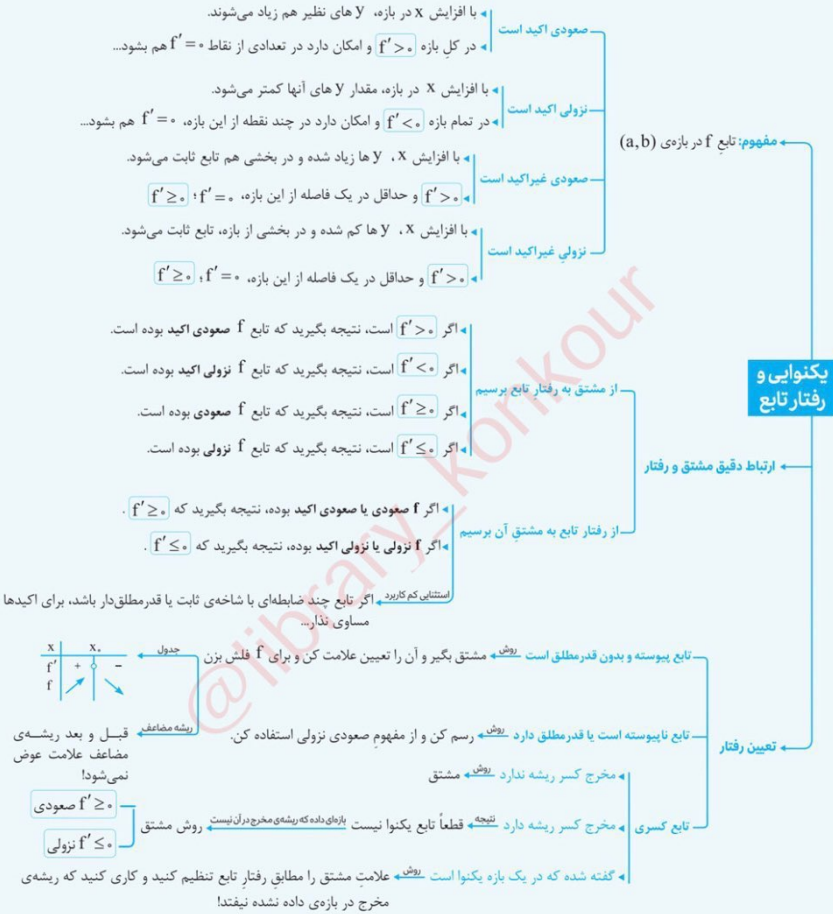 یکنوایی و
رفتار تابع
مفهوم: تابع f در بازه‌ی (a,b)
صعودی اکید است
با افزایش x در بازه، y های نظیر هم زیاد می‌شوند.
در کل بازه f′>۰ و امکان دارد در تعدادی از نقاط f′=۰ هم بشود...
نزولی اکید است
با افزایش x در بازه، مقدار y های آنها کمتر می‌شود.
در تمام بازه f′<۰ و امکان دارد در چند نقطه از این بازه، f′=۰ هم بشود...
صعودی غیراکید است
با افزایش x ، y ها زیاد شده و در بخشی هم تابع ثابت می‌شود.
f′>۰ و حداقل در یک فاصله از این بازه، f′=۰ ؛ f′≥۰
نزولی غیراکید است
با افزایش x ، y ها کم شده و در بخشی از بازه، تابع ثابت می‌شود.
f′>۰ و حداقل در یک فاصله از این بازه، f′=۰ ؛ f′≥۰
ارتباط دقیق مشتق و رفتار
از مشتق به رفتارِ تابع برسیم
اگر f′>۰ است، نتیجه بگیرید که تابع f صعودی اکید بوده است.
اگر f′<۰ است، نتیجه بگیرید که تابع f نزولی اکید بوده است.
اگر f′≥۰ است، نتیجه بگیرید که تابع f صعودی بوده است.
اگر f′≤۰ است، نتیجه بگیرید که تابع f نزولی بوده است.
از رفتار تابع به مشتقِ آن برسیم
اگر f صعودی یا صعودی اکید بوده، نتیجه بگیرید که f′≥۰ .
اگر f نزولی یا نزولی اکید بوده، نتیجه بگیرید که f′≤۰ .
استثنایی کم کاربرد اگر تابع چند ضابطه‌ای با شاخه‌ی ثابت یا قدرمطلق‌دار باشد، برای اکیدها
مساوی نذار...
تعیین رفتار
تابع پیوسته و بدون قدرمطلق است روش مشتق بگیر و آن را تعیین علامت کن و برای f فلش بزن
جدول
x x۰
f′ + ۰ −
f
ریشه مضاعف قبل و بعد ریشه‌ی
مضاعف علامت عوض
نمی‌شود!
تابع ناپیوسته است یا قدرمطلق دارد روش رسم کن و از مفهومِ صعودی نزولی استفاده کن.
تابع کسری
مخرج کسر ریشه ندارد روش مشتق
مخرج کسر ریشه دارد نتیجه قطعاً تابع یکنوا نیست بازه‌ای داده که ریشه‌ی مخرج در آن نیست روش مشتق
f′≥۰ صعودی
f′≤۰ نزولی
گفته شده که در یک بازه یکنوا است روش علامتِ مشتق را مطابقِ رفتارِ تابع تنظیم کنید و کاری کنید که ریشه‌ی
مخرج در بازه‌ی داده نشده نیفتد!
@library_konkour